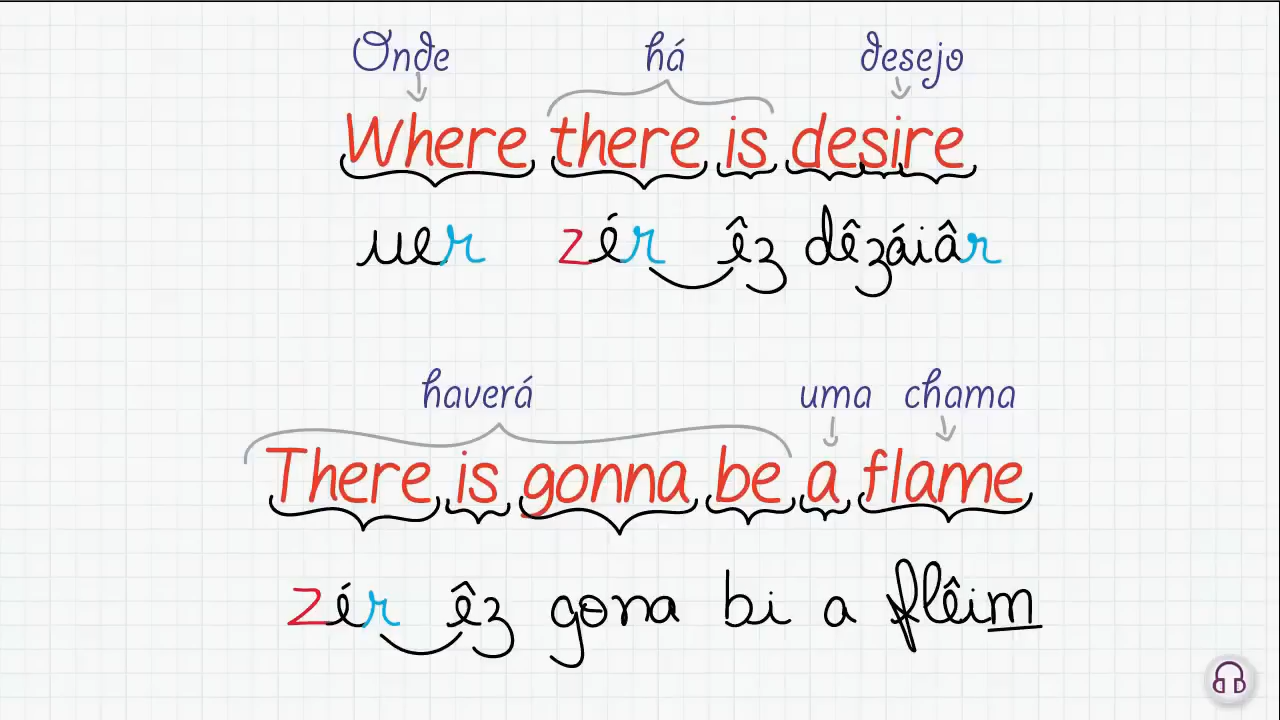 Onde há desejo
Where there is desire
uer zér êz dêzáiâr
haverá uma chama
There is gonna be a flame
zér êz gona bi a flêim